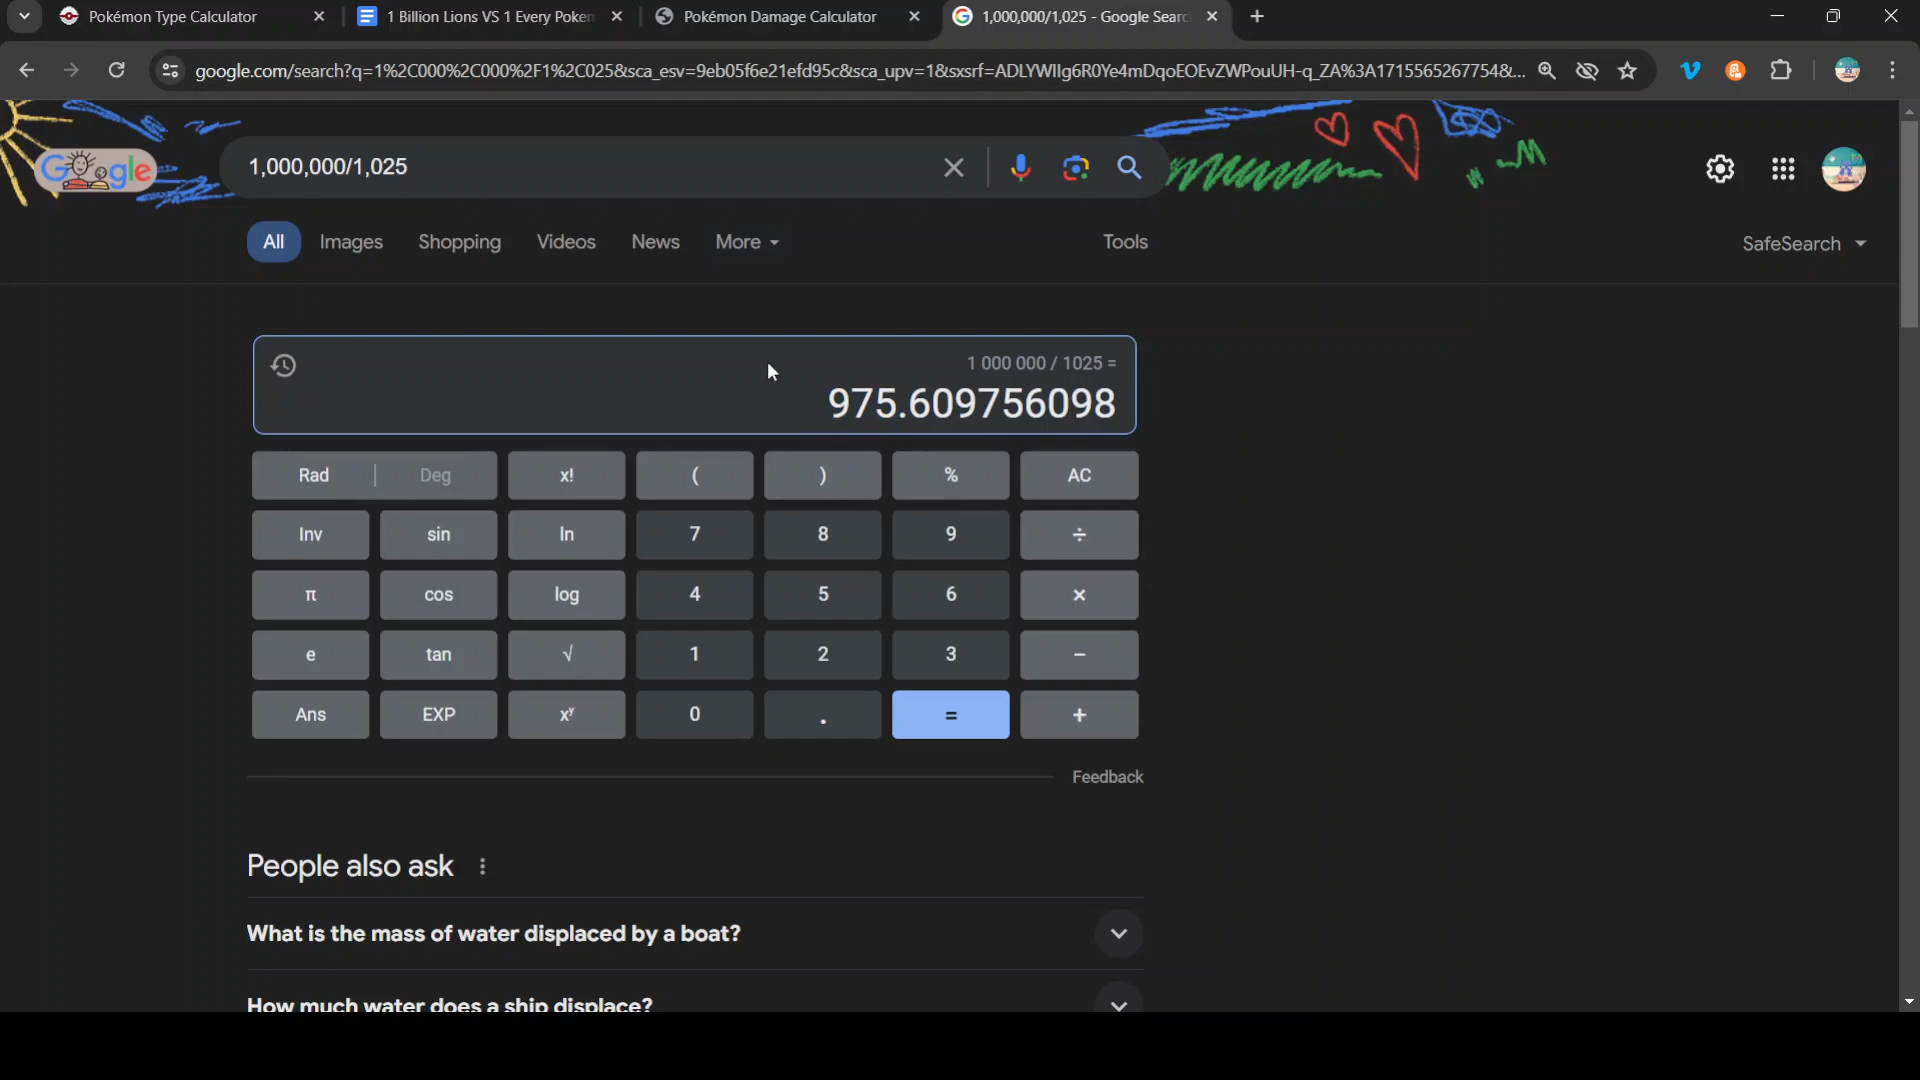 Pokémon Type Calculator
1 Billion Lions VS 1 Every Poken
Pokémon Damage Calculator
1,000,000/1,025 - Google Searc
google.com/search?q=1%2C000%2C000%2F1%2C025&sca_esv=9eb05f6e21efd95c&sca_upv=1&sxsrf=ADLYWIIg6R0Ye4mDqoEOEvZWPouUH-q_ZA%3A1715565267754&...
Google
1,000,000/1,025
All Images Shopping Videos News More Tools SafeSearch
1 000 000 / 1025 =
975.609756098
Rad Deg x! ( ) % AC
Inv sin ln 7 8 9 ÷
π cos log 4 5 6 ×
e tan √ 1 2 3 −
Ans EXP xʸ 0 . = +
Feedback
People also ask
What is the mass of water displaced by a boat?
How much water does a ship displace?